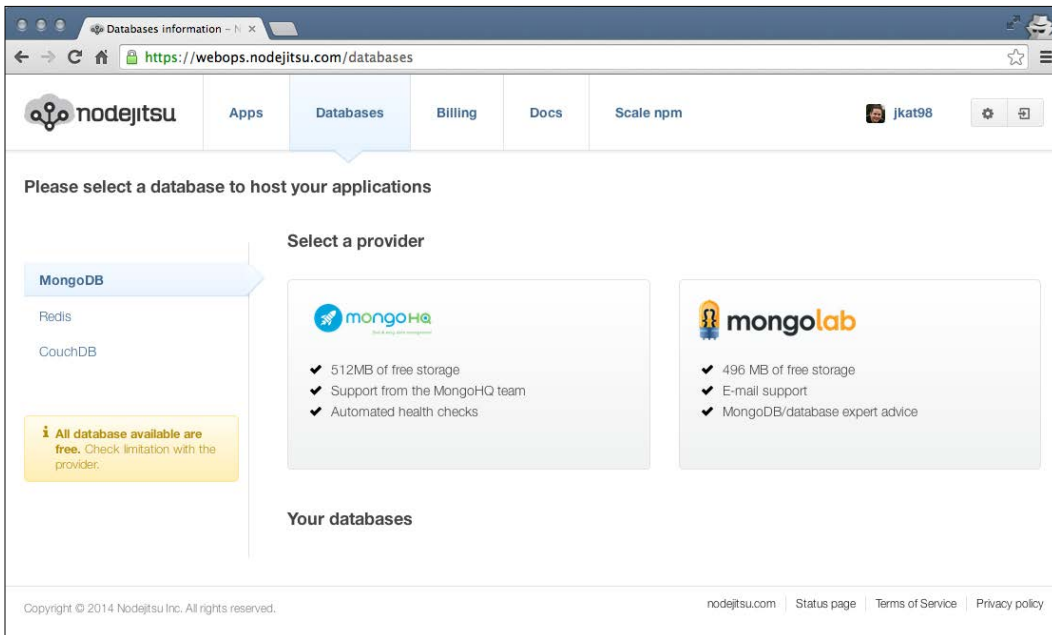 Databases information – N
https://webops.nodejitsu.com/databases
nodejitsu
Apps
Databases
Billing
Docs
Scale npm
jkat98
Please select a database to host your applications
MongoDB
Redis
CouchDB
i All database available are
free. Check limitation with the
provider.
Select a provider
mongoHQ
✔ 512MB of free storage
✔ Support from the MongoHQ team
✔ Automated health checks
mongolab
✔ 496 MB of free storage
✔ E-mail support
✔ MongoDB/database expert advice
Your databases
Copyright © 2014 Nodejitsu Inc. All rights reserved.
nodejitsu.com
Status page
Terms of Service
Privacy policy